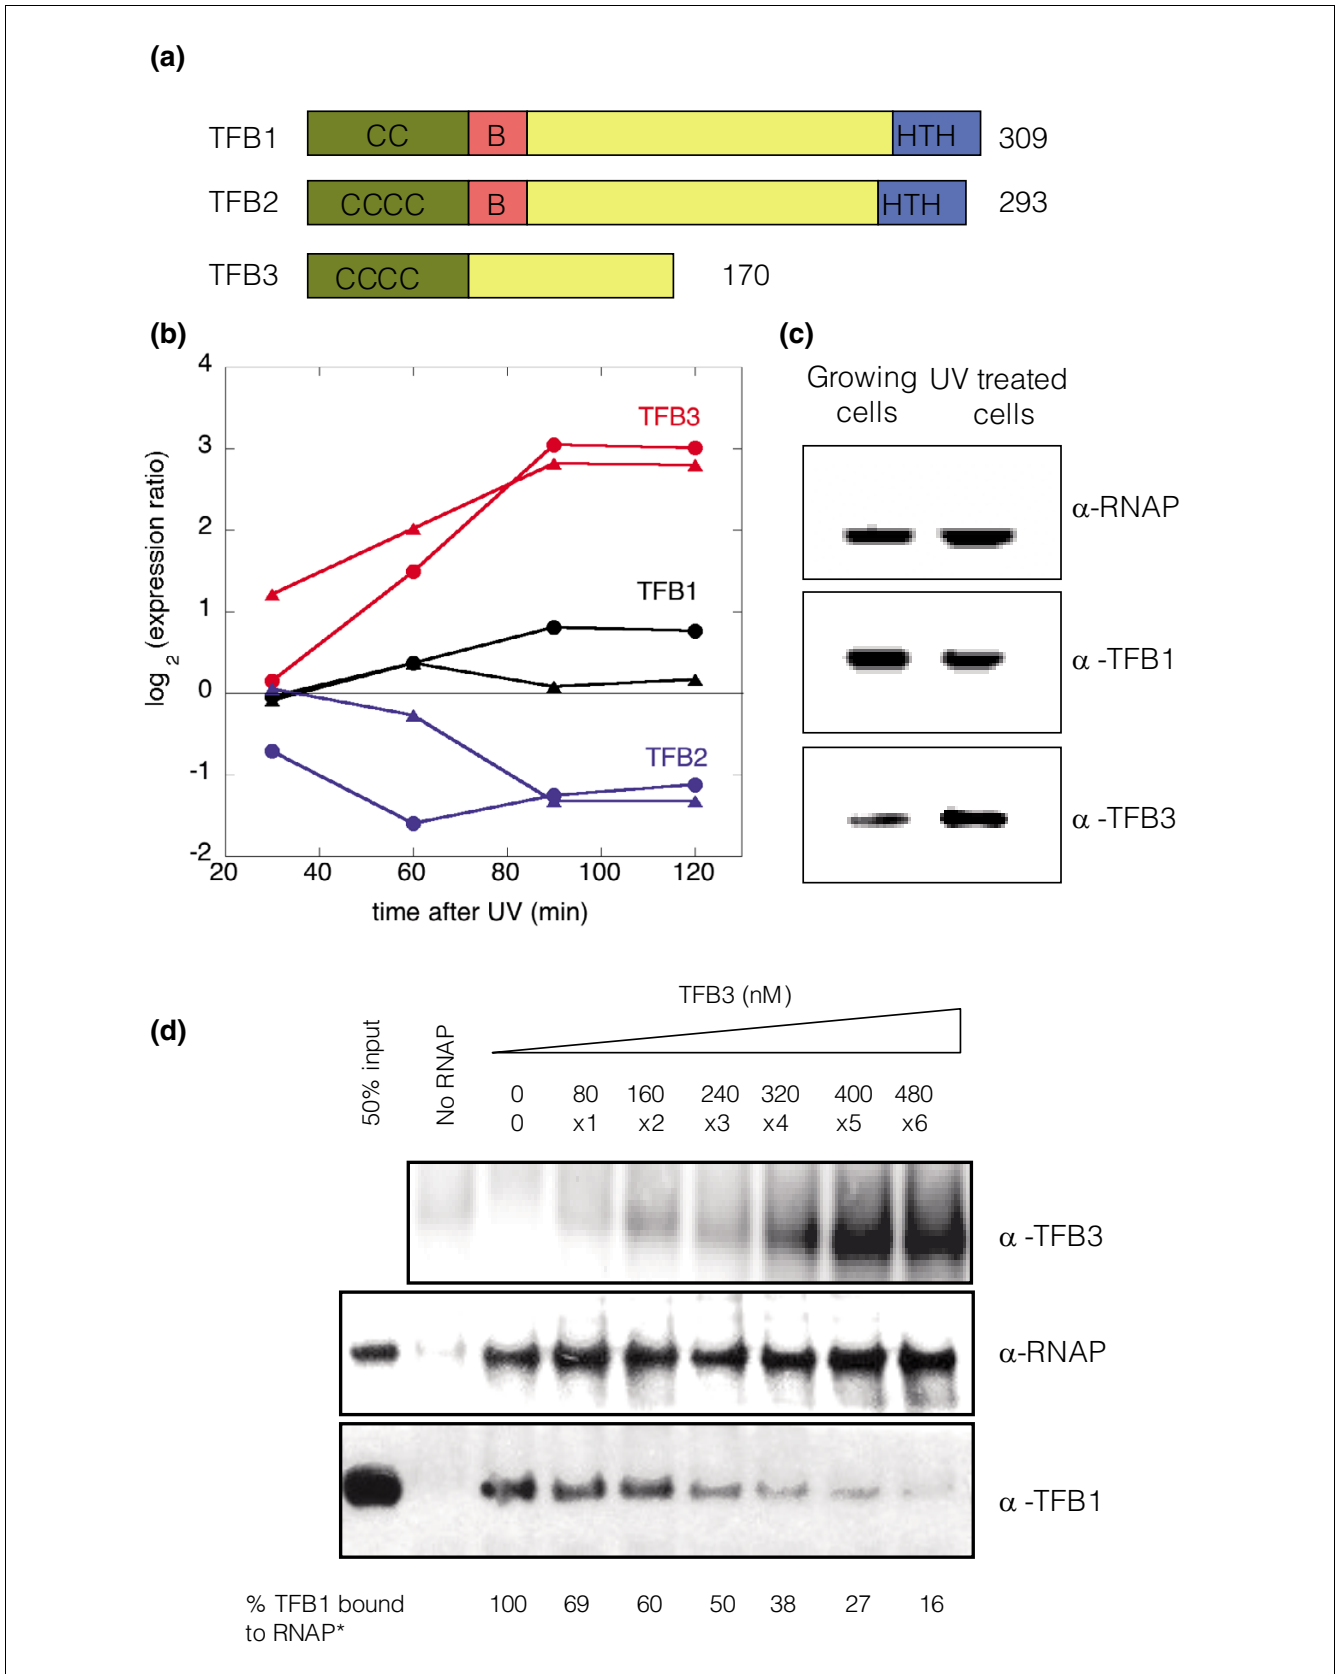 (a)
TFB1 CC B HTH 309
TFB2 CCCC B HTH 293
TFB3 CCCC 170
(b)
4
3
2
1
0
-1
-2
log 2 (expression ratio)
TFB3
TFB1
TFB2
20 40 60 80 100 120
time after UV (min)
(c)
Growing cells
UV treated cells
α-RNAP
α -TFB1
α -TFB3
(d)
50% input
No RNAP
TFB3 (nM)
0 80 160 240 320 400 480
0 x1 x2 x3 x4 x5 x6
α -TFB3
α-RNAP
α -TFB1
% TFB1 bound 100 69 60 50 38 27 16
to RNAP*